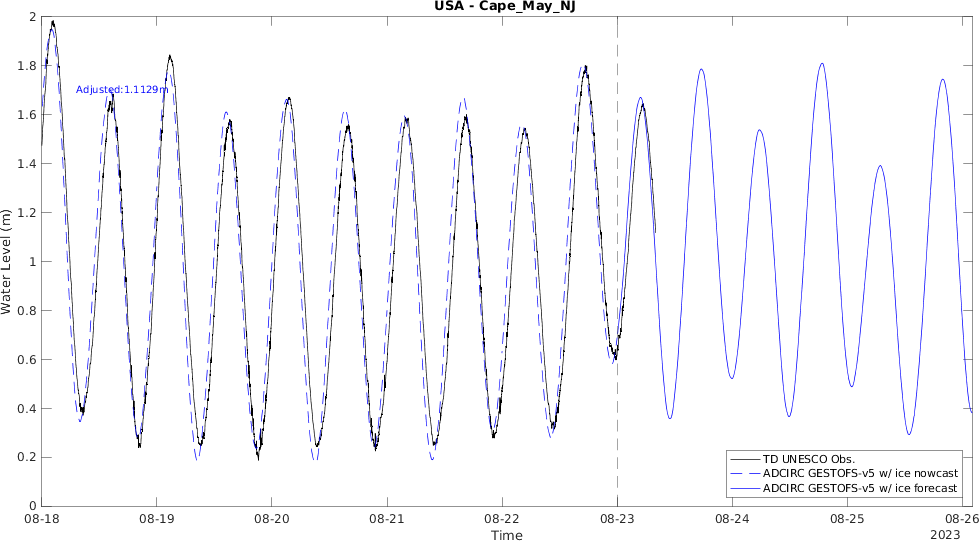 USA - Cape_May_NJ
2
1.8
1.6
1.4
1.2
1
0.8
0.6
0.4
0.2
0
Water Level (m)
Adjusted:1.1129m
TD UNESCO Obs.
ADCIRC GESTOFS-v5 w/ ice nowcast
ADCIRC GESTOFS-v5 w/ ice forecast
08-18 08-19 08-20 08-21 08-22 08-23 08-24 08-25 08-26
Time
2023